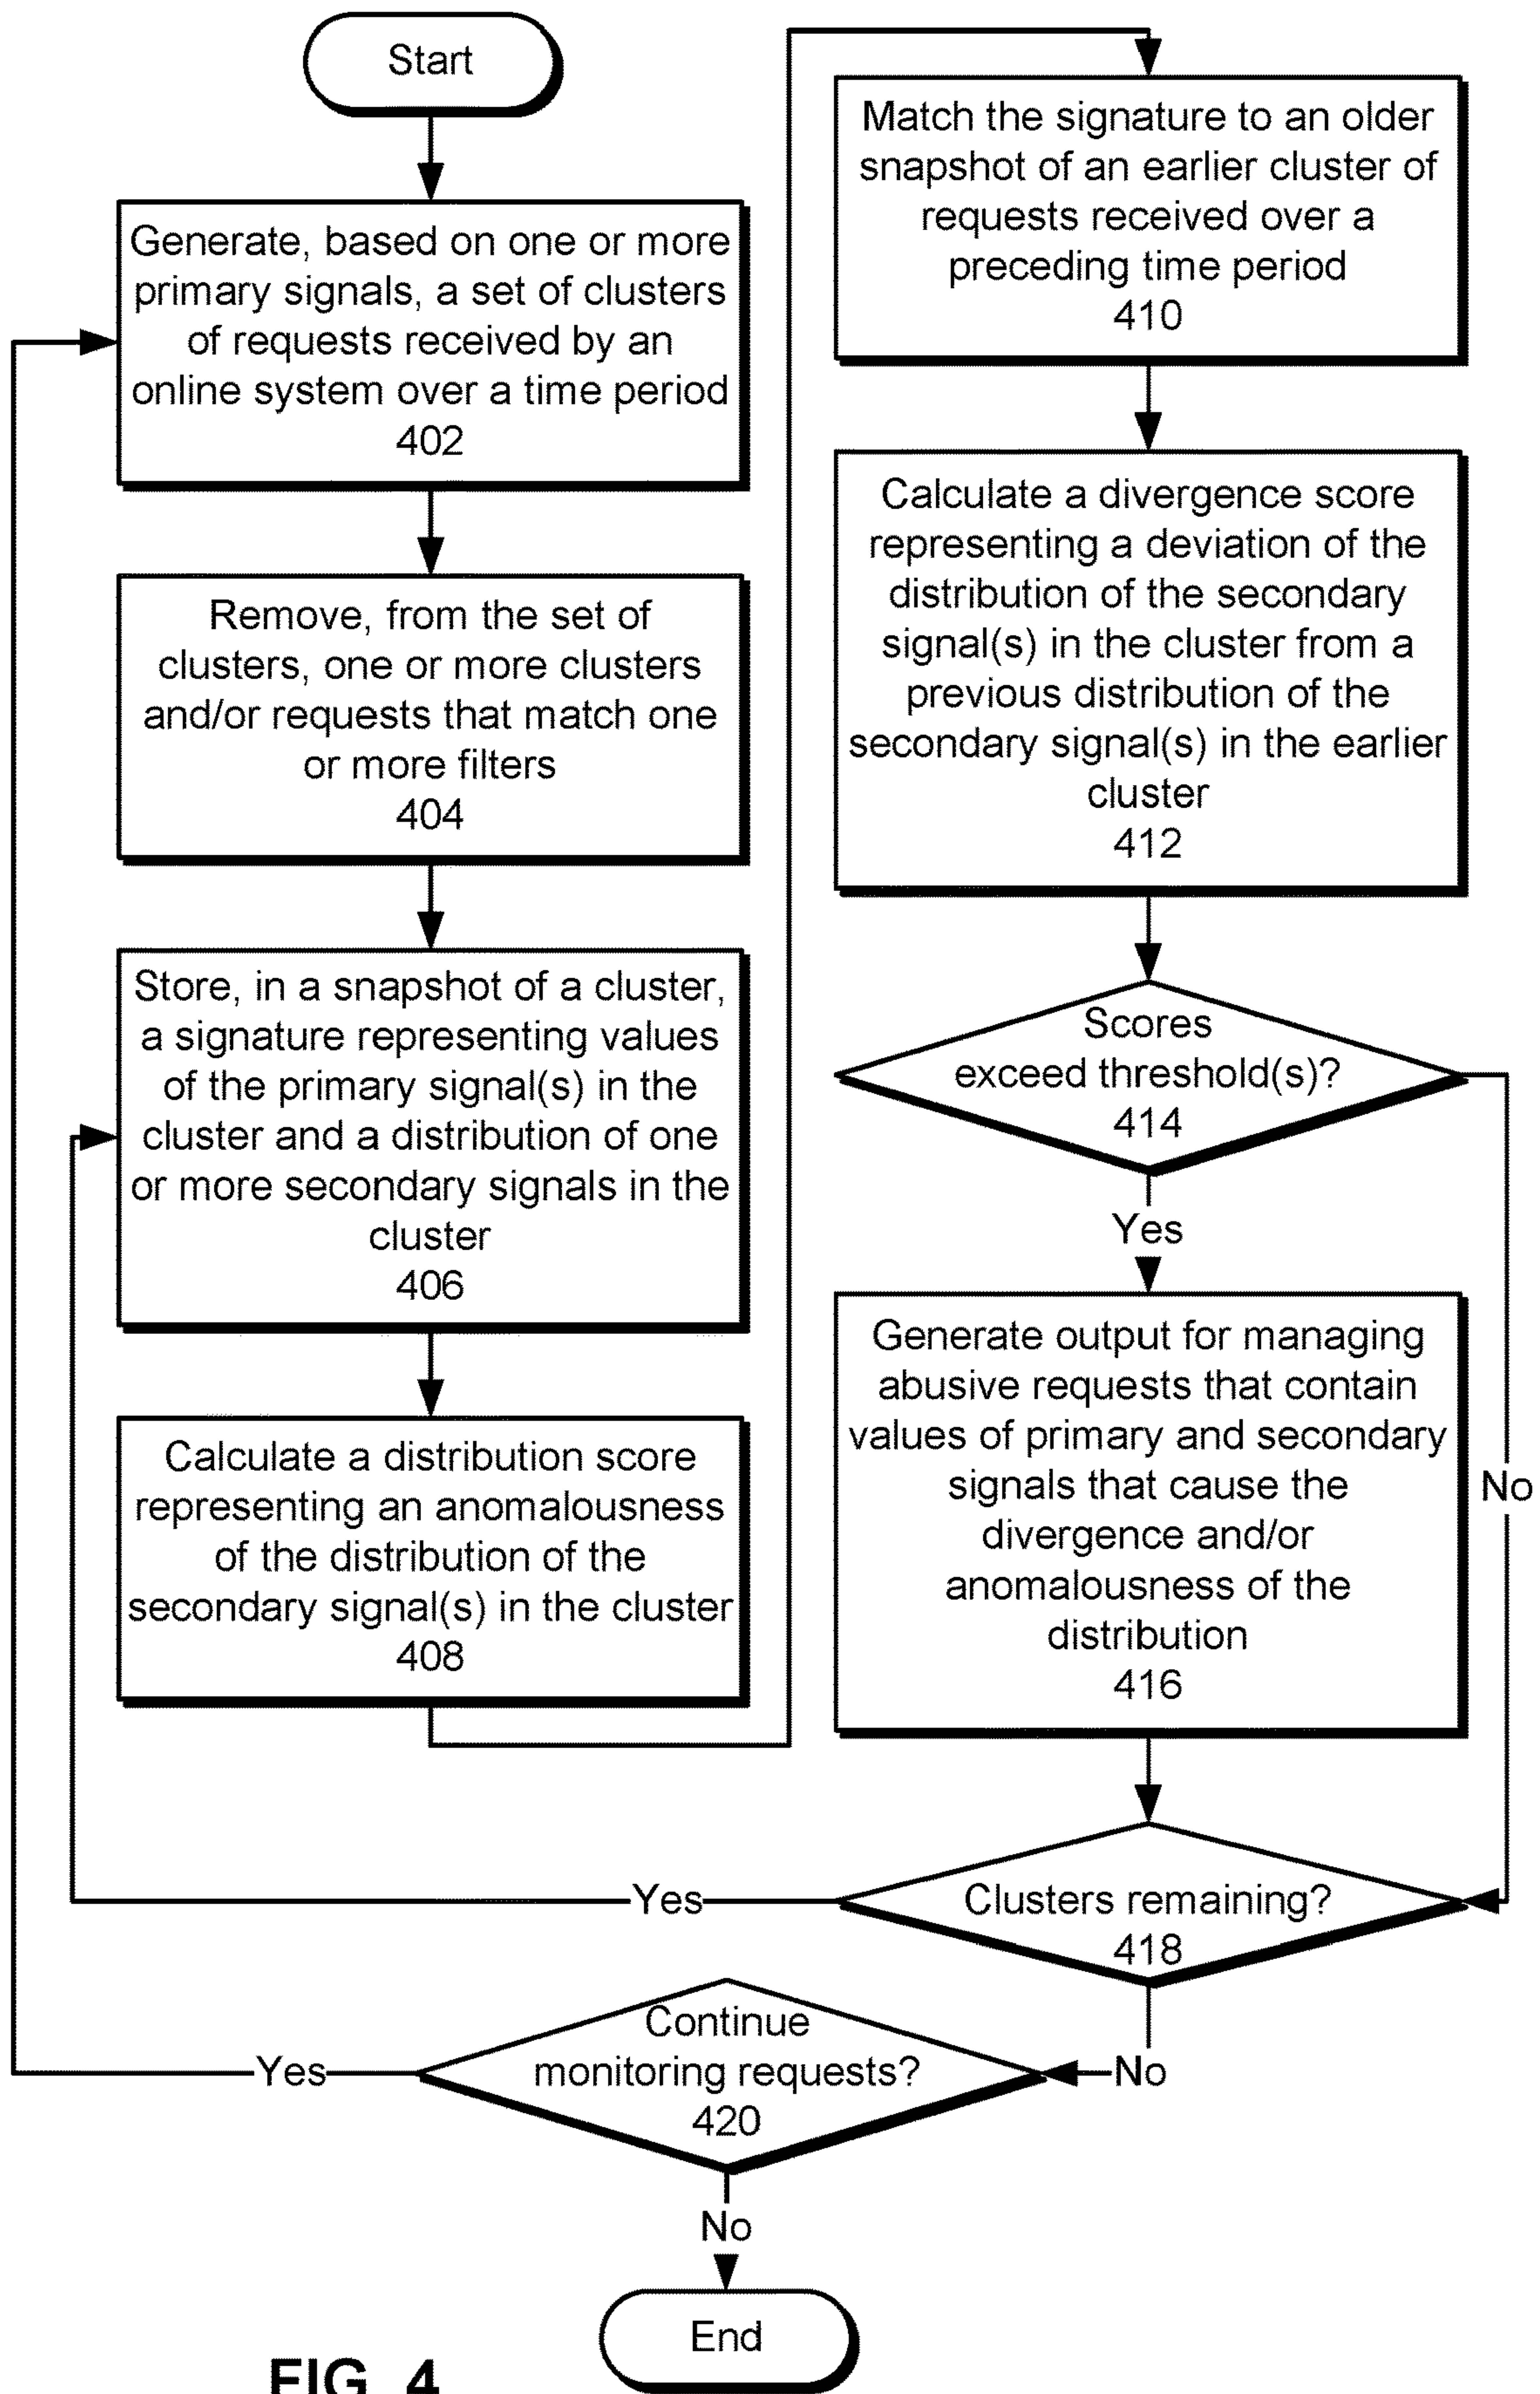 Start
Generate, based on one or more
primary signals, a set of clusters
of requests received by an
online system over a time period
402
Remove, from the set of
clusters, one or more clusters
and/or requests that match one
or more filters
404
Store, in a snapshot of a cluster,
a signature representing values
of the primary signal(s) in the
cluster and a distribution of one
or more secondary signals in the
cluster
406
Calculate a distribution score
representing an anomalousness
of the distribution of the
secondary signal(s) in the cluster
408
Match the signature to an older
snapshot of an earlier cluster of
requests received over a
preceding time period
410
Calculate a divergence score
representing a deviation of the
distribution of the secondary
signal(s) in the cluster from a
previous distribution of the
secondary signal(s) in the earlier
cluster
412
Scores
exceed threshold(s)?
414
Yes
No
Generate output for managing
abusive requests that contain
values of primary and secondary
signals that cause the
divergence and/or
anomalousness of the
distribution
416
Clusters remaining?
418
Yes
No
Continue
monitoring requests?
420
Yes
No
End
FIG. 4